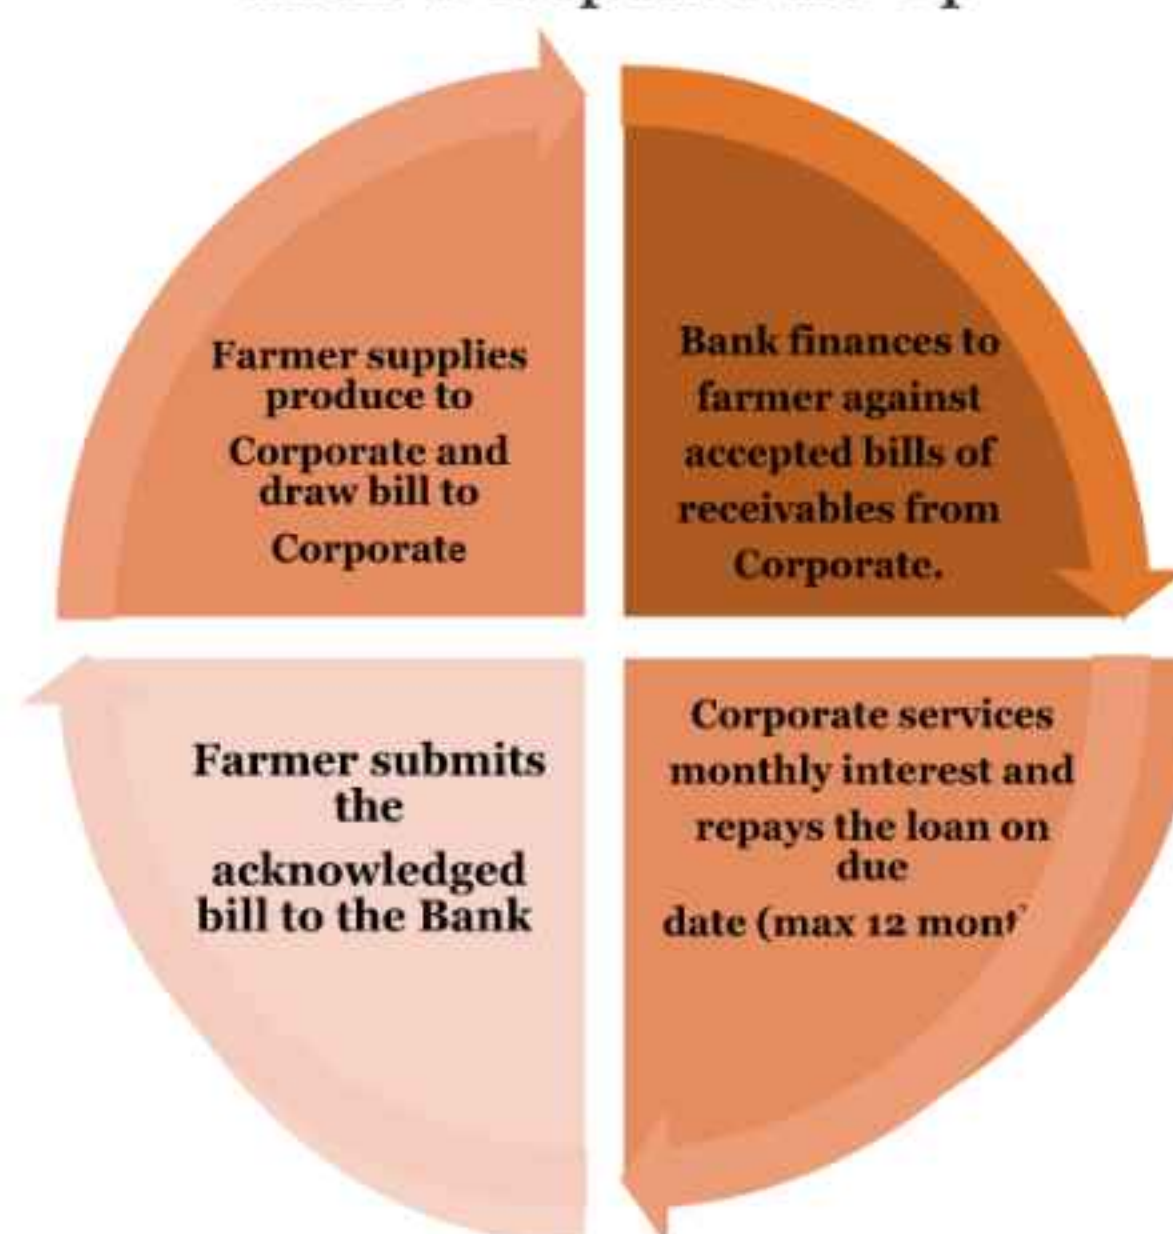 Farmer supplies
produce to
Corporate and
draw bill to
Corporate
Bank finances to
farmer against
accepted bills of
receivables from
Corporate.
Farmer submits
the
acknowledged
bill to the Bank
Corporate services
monthly interest and
repays the loan on
due
date (max 12